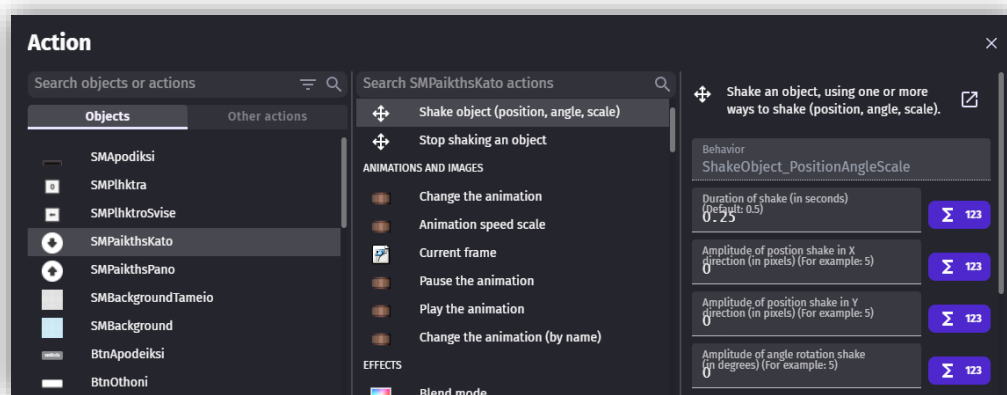 Action
Search objects or actions
Objects
Other actions
SMApodiksi
0
SMPlhktra
SMPlhktroSvise
SMPaikthsKato
SMPaikthsPano
SMBackgroundTameio
SMBackground
BtnApodeiksi
BtnOthoni
Search SMPaikthsKato actions
Shake object (position, angle, scale)
Stop shaking an object
ANIMATIONS AND IMAGES
Change the animation
Animation speed scale
Current frame
Pause the animation
Play the animation
Change the animation (by name)
EFFECTS
Blend mode
Shake an object, using one or more
ways to shake (position, angle, scale).
Behavior
ShakeObject_PositionAngleScale
Duration of shake (in seconds)
(Default: 0.5)
0.25
Σ 123
Amplitude of postion shake in X
direction (in pixels) (For example: 5)
0
Σ 123
Amplitude of position shake in Y
direction (in pixels) (For example: 5)
0
Σ 123
Amplitude of angle rotation shake
(in degrees) (For example: 5)
0
Σ 123